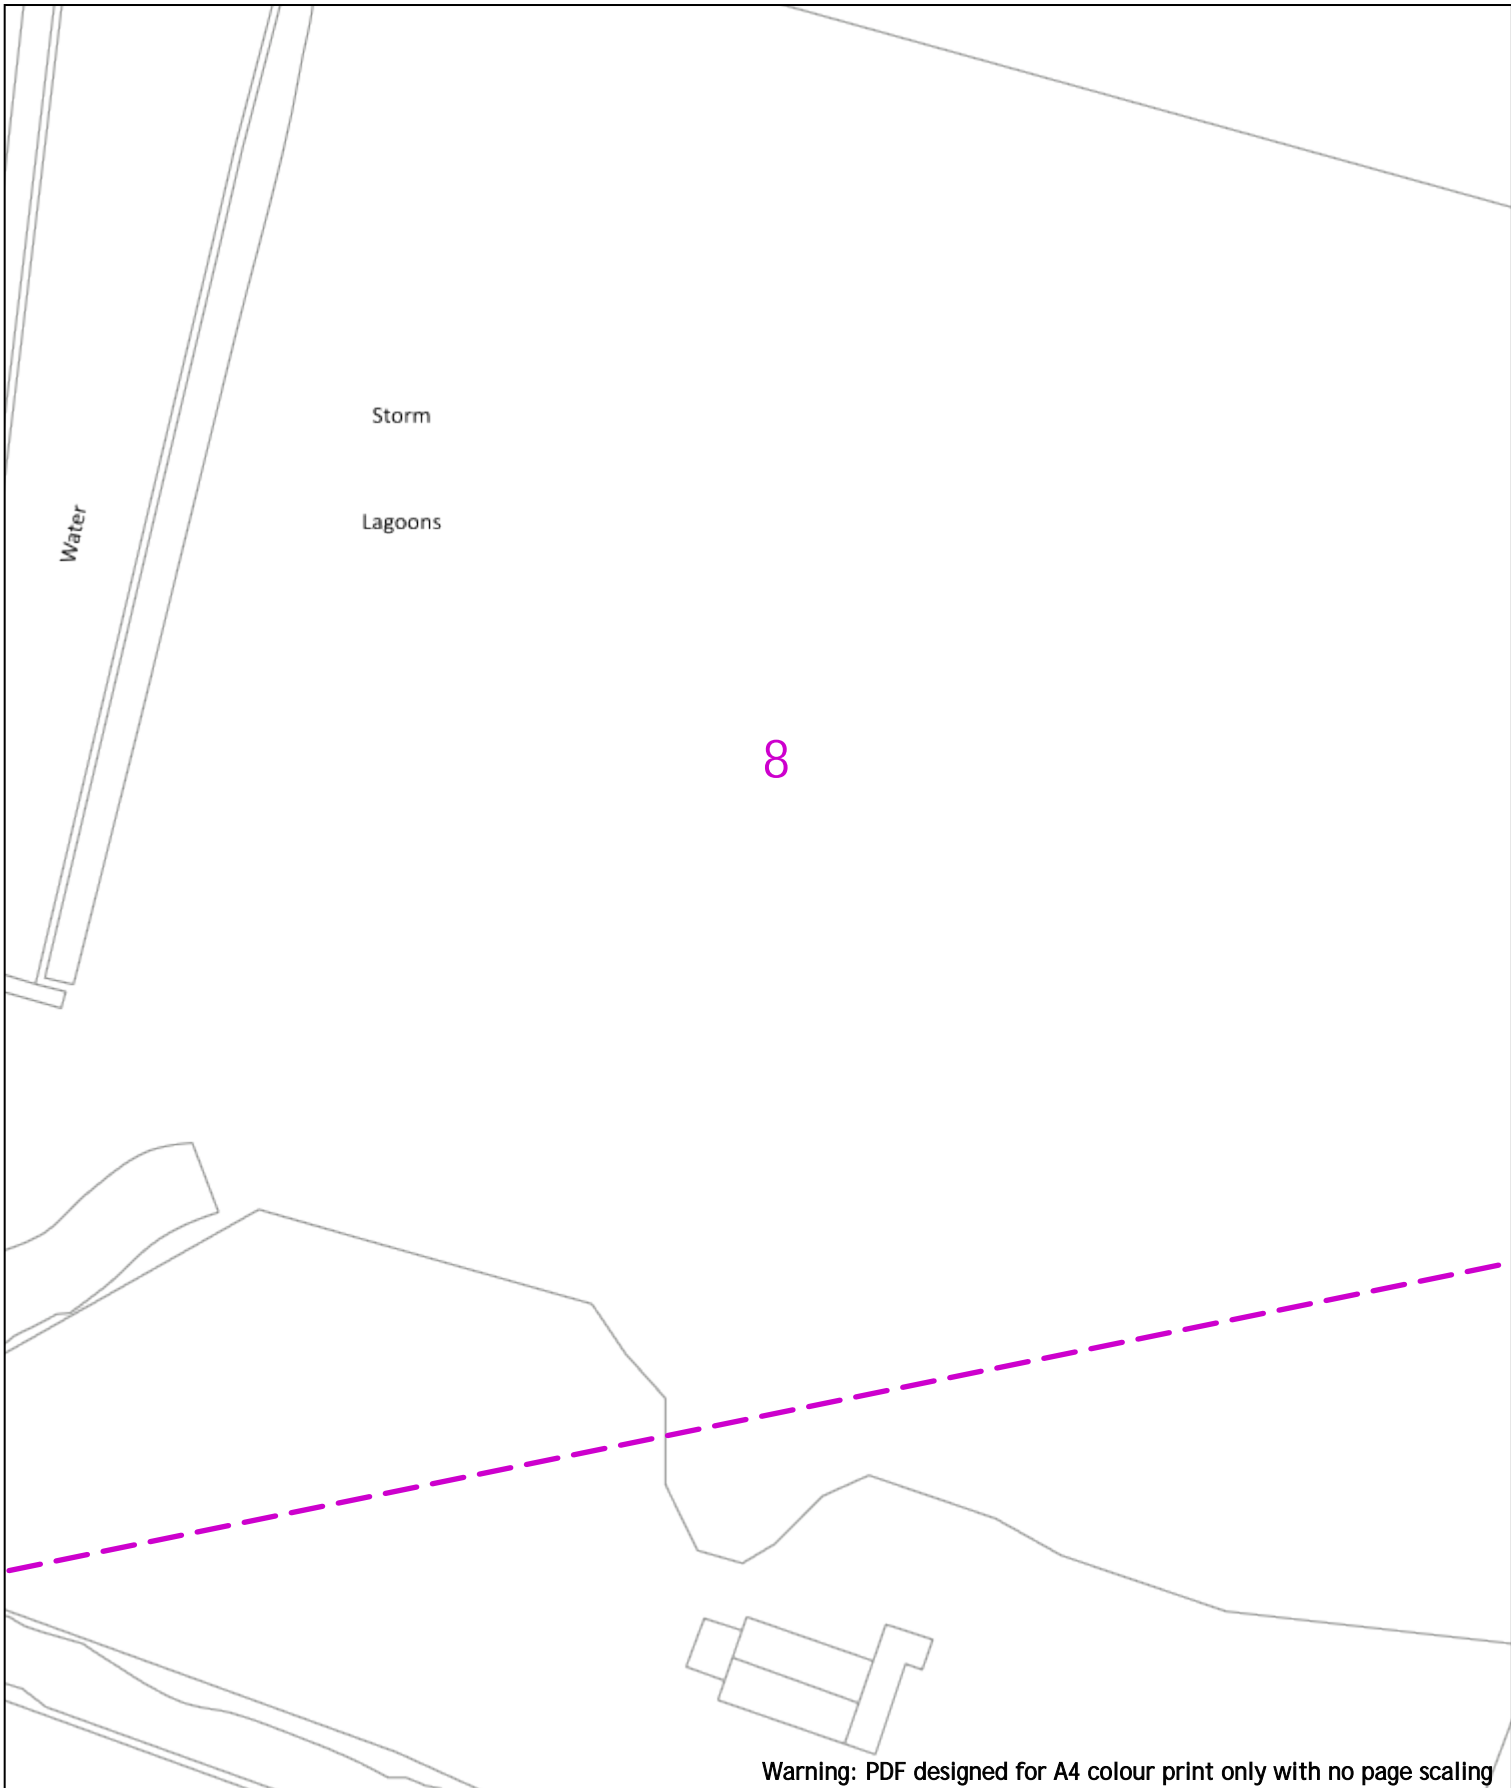 Storm
Lagoons
Water
8
Warning: PDF designed for A4 colour print only with no page scaling